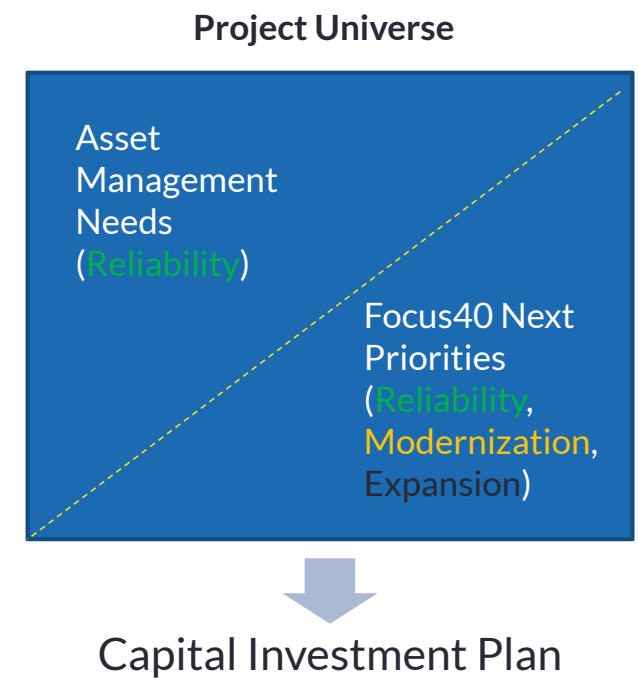 Project Universe
Asset
Management
Needs
(Reliability)
Focus40 Next
Priorities
(Reliability,
Modernization,
Expansion)
Capital Investment Plan